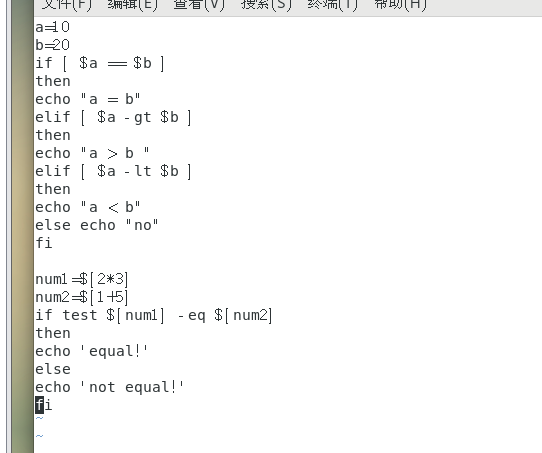 文件(F) 编辑(E) 查看(V) 搜索(S) 终端(T) 帮助(H)
a=10
b=20
if [ $a == $b ]
then
echo "a = b"
elif [ $a -gt $b ]
then
echo "a > b "
elif [ $a -lt $b ]
then
echo "a < b"
else echo "no"
fi
num1=$[2*3]
num2=$[1+5]
if test $[num1] -eq $[num2]
then
echo 'equal!'
else
echo 'not equal!'
fi
~
~